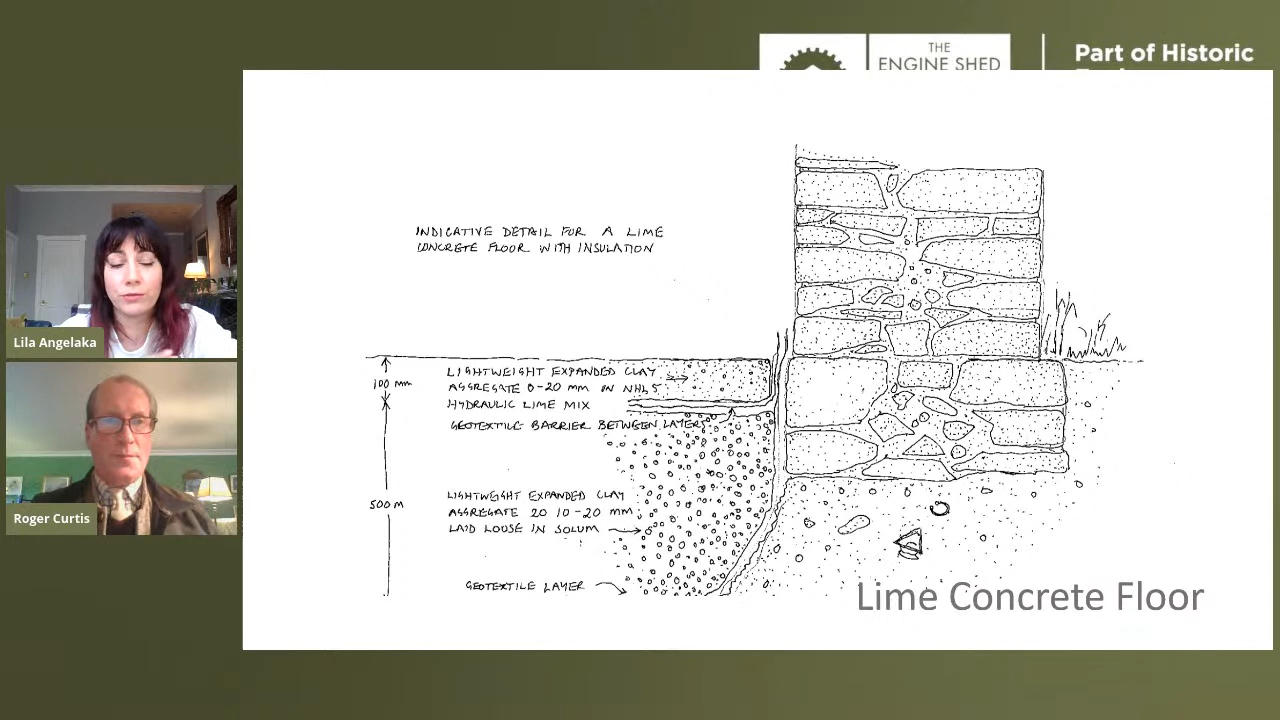 THE
ENGINE SHED
Part of Historic
INDICATIVE DETAIL FOR A LIME
CONCRETE FLOOR WITH INSULATION
Lila Angelaka
Roger Curtis
100 mm
LIGHTWEIGHT EXPANDED CLAY
AGGREGATE 0-20 mm IN NHL5
HYDRAULIC LIME MIX
GEOTEXTILE BARRIER BETWEEN LAYERS
500 M
LIGHTWEIGHT EXPANDED CLAY
AGGREGATE 20 10-20 mm
LAID LOUSE IN SOLUM
GEOTEXTILE LAYER
Lime Concrete Floor